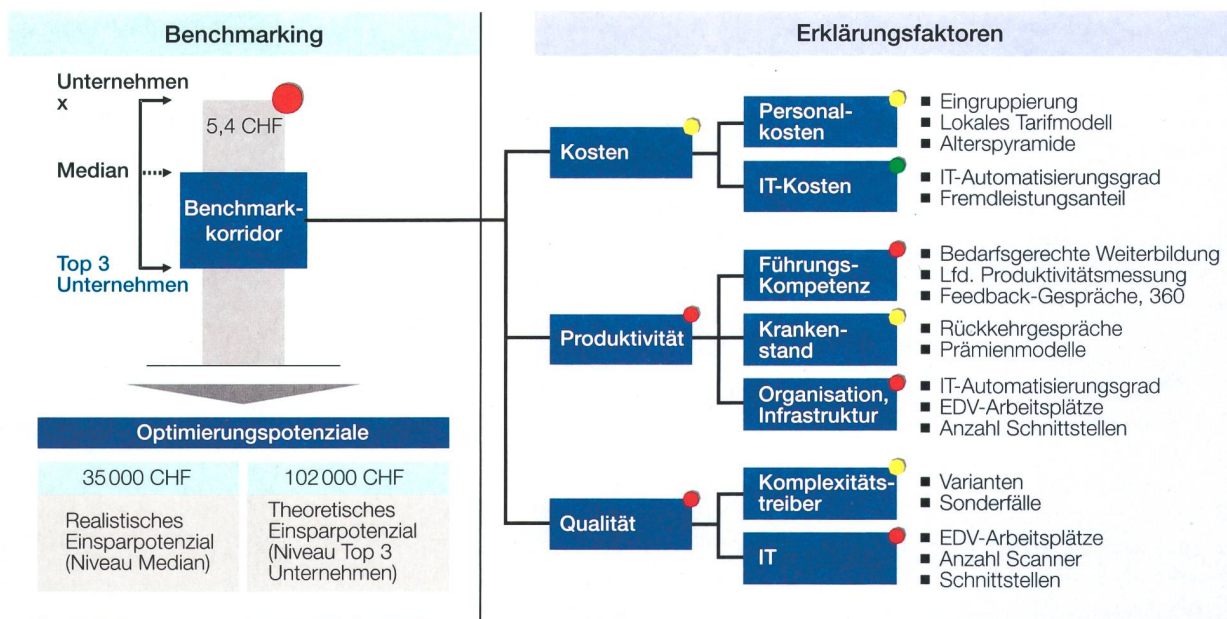 Benchmarking
Unternehmen
x
5,4 CHF
Median
Benchmark-
korridor
Top 3
Unternehmen
Optimierungspotenziale
35 000 CHF
Realistisches
Einsparpotenzial
(Niveau Median)
102 000 CHF
Theoretisches
Einsparpotenzial
(Niveau Top 3
Unternehmen)
Erklärungsfaktoren
Kosten
Personal-
kosten
■ Eingruppierung
■ Lokales Tarifmodell
■ Alterspyramide
IT-Kosten
■ IT-Automatisierungsgrad
■ Fremdleistungsanteil
Produktivität
Führungs-
Kompetenz
■ Bedarfsgerechte Weiterbildung
■ Lfd. Produktivitätsmessung
■ Feedback-Gespräche, 360
Kranken-
stand
■ Rückkehrgespräche
■ Prämienmodelle
Organisation,
Infrastruktur
■ IT-Automatisierungsgrad
■ EDV-Arbeitsplätze
■ Anzahl Schnittstellen
Qualität
Komplexitäts-
treiber
■ Varianten
■ Sonderfälle
IT
■ EDV-Arbeitsplätze
■ Anzahl Scanner
■ Schnittstellen